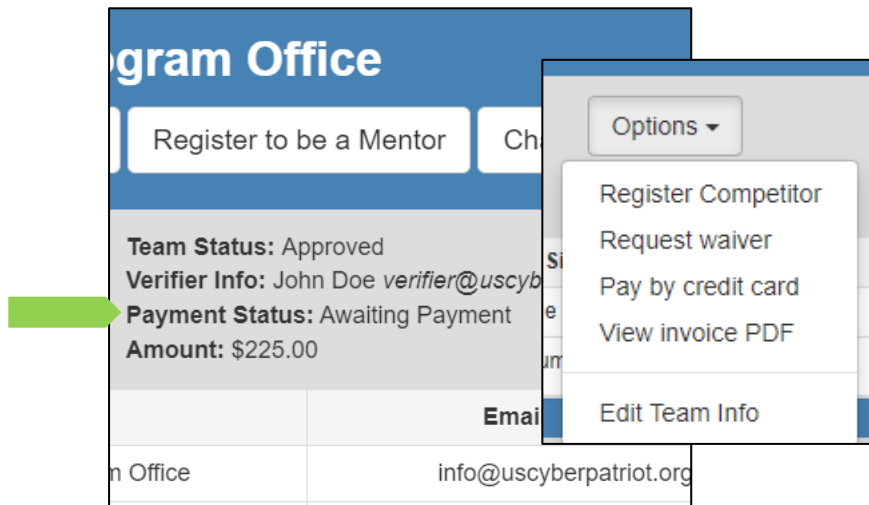 gram Office
Register to be a Mentor
Team Status: Approved
Verifier Info: John Doe verifier@uscyb
Payment Status: Awaiting Payment
Amount: $225.00
Emai
Office
info@uscyberpatriot.org
Options
Register Competitor
Request waiver
Pay by credit card
View invoice PDF
Edit Team Info